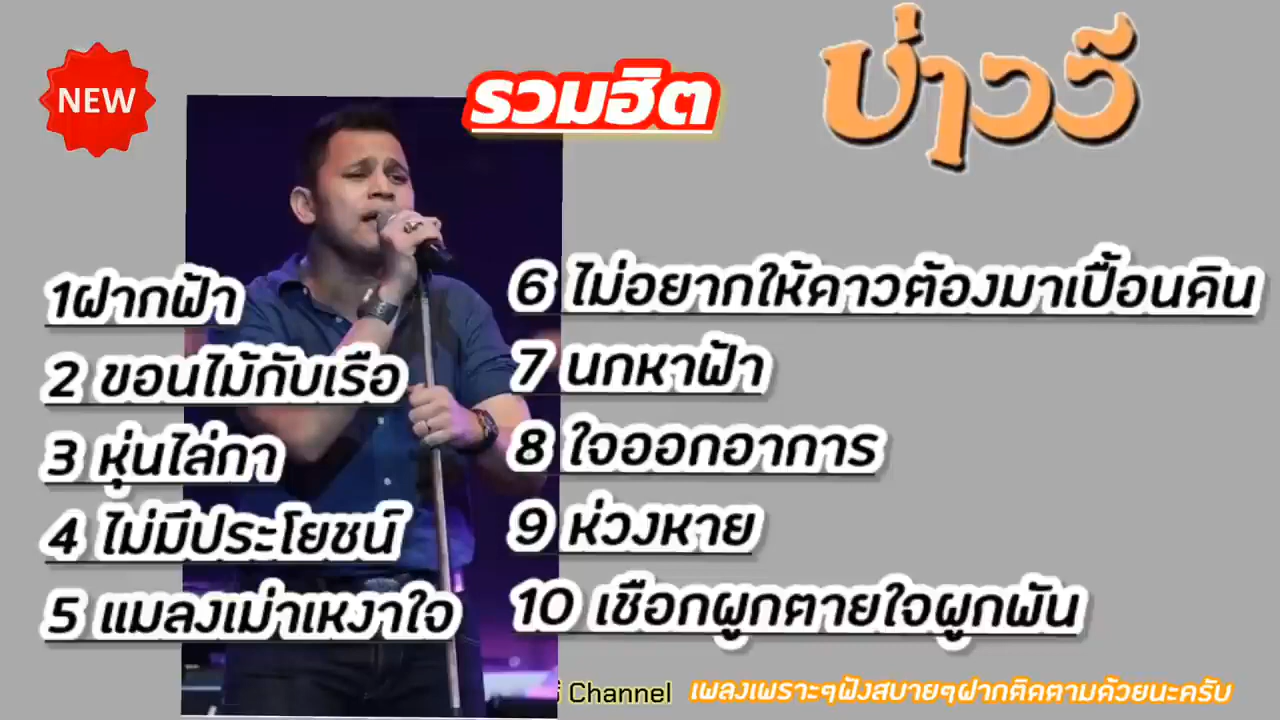 NEW
รวมฮิต
บ่าววี
1ฝากฟ้า
2 ขอนไม้กับเรือ
3 หุ่นไล่กา
4 ไม่มีประโยชน์
5 แมลงเม่าเหงาใจ
6 ไม่อยากให้ดาวต้องมาเปื้อนดิน
7 นกหาฟ้า
8 ใจออกอาการ
9 ห่วงหาย
10 เชือกผูกตายใจผูกพัน
Channel
เพลงเพราะๆฟังสบายๆฝากติดตามด้วยนะครับ